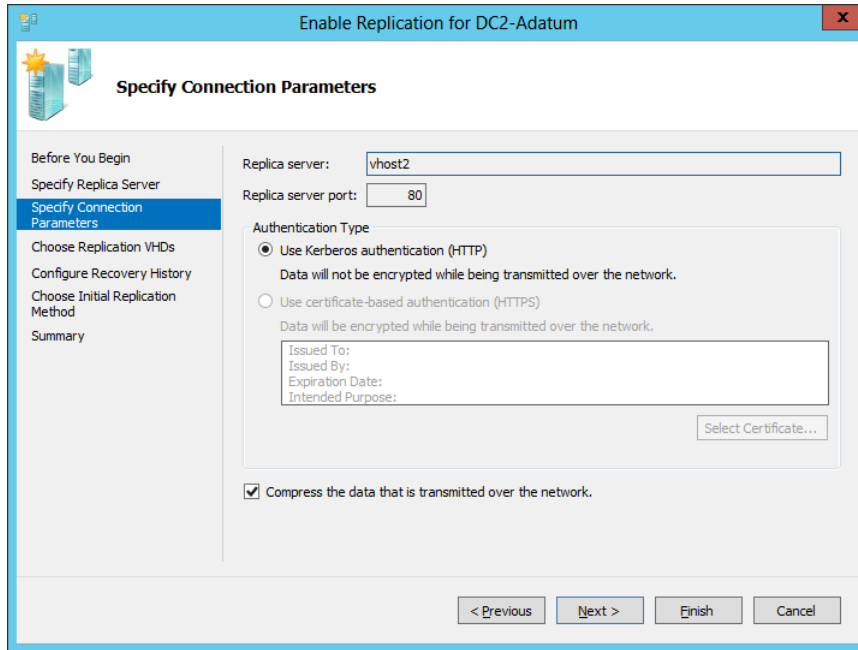 Enable Replication for DC2-Adatum
x
Specify Connection Parameters
Before You Begin
Specify Replica Server
Specify Connection
Parameters
Choose Replication VHDs
Configure Recovery History
Choose Initial Replication
Method
Summary
Replica server: vhost2
Replica server port: 80
Authentication Type
Use Kerberos authentication (HTTP)
Data will not be encrypted while being transmitted over the network.
Use certificate-based authentication (HTTPS)
Data will be encrypted while being transmitted over the network.
Issued To:
Issued By:
Expiration Date:
Intended Purpose:
Select Certificate...
Compress the data that is transmitted over the network.
< Previous Next > Finish Cancel